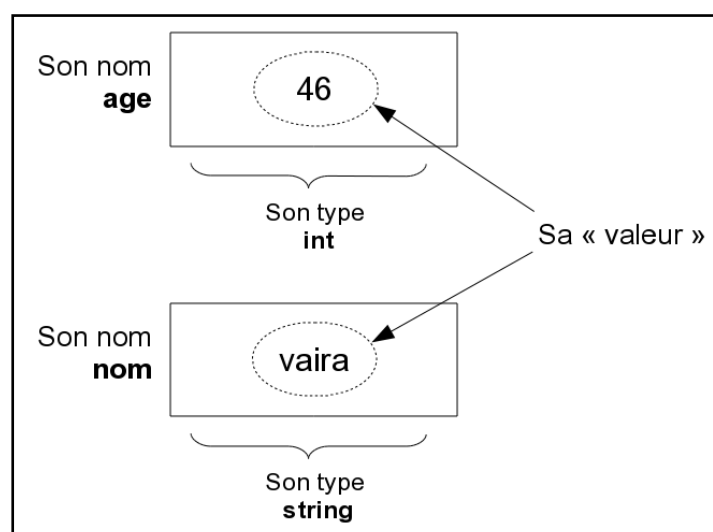 Son nom
age
46
Son type
int
Sa « valeur »
Son nom
nom
vaira
Son type
string